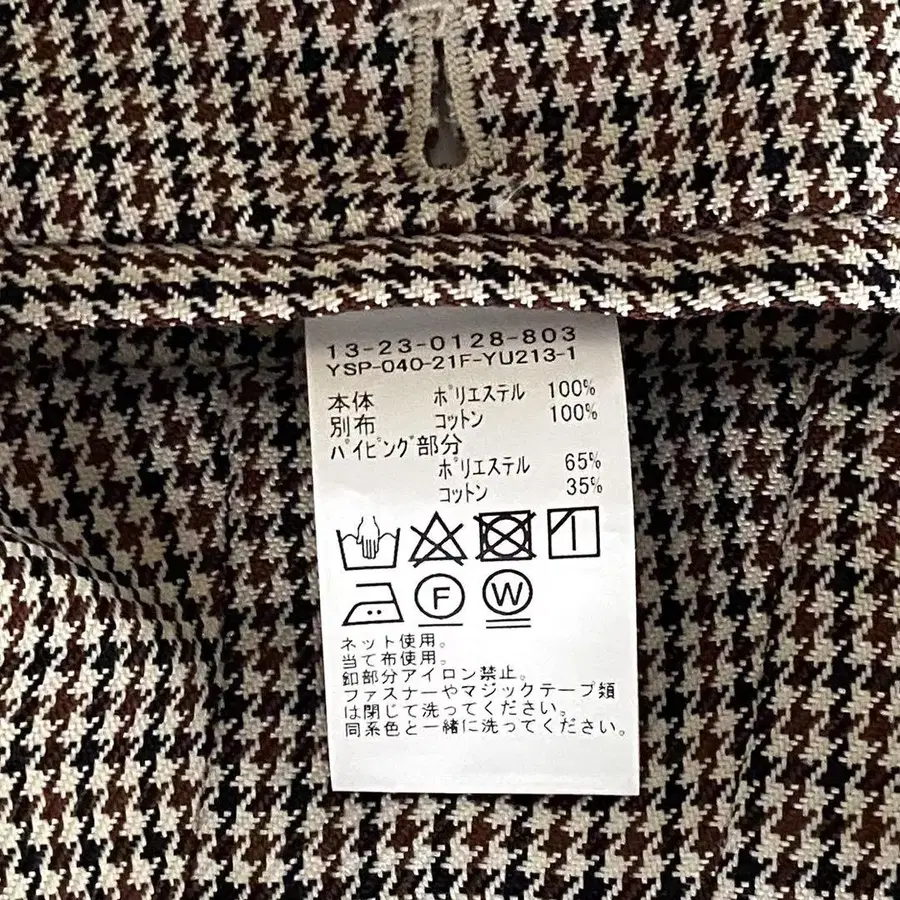 13-23-0128-803
YSP-040-21F-YU213-1
本体 ポリエステル 100%
別布 コットン 100%
パイピング部分
ポリエステル 65%
コットン 35%
F W
ネット使用。
当て布使用。
釦部分アイロン禁止。
ファスナーやマジックテープ類
は閉じて洗ってください。
同系色と一緒に洗ってください。